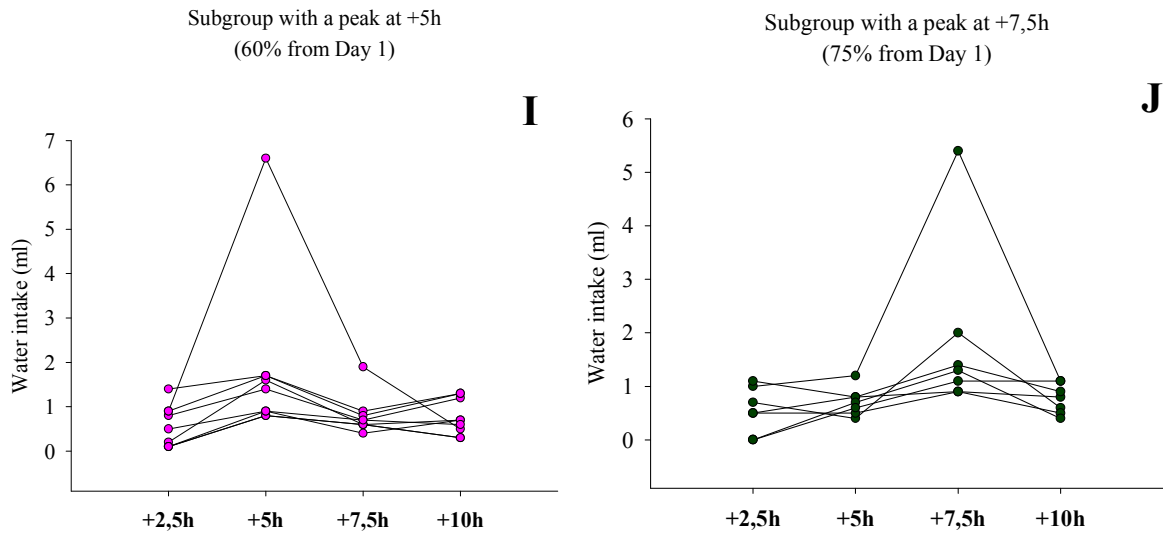 Subgroup with a peak at +5h
(60% from Day 1)
I
Water intake (ml)
7
6
5
4
3
2
1
0
+2,5h +5h +7,5h +10h
Subgroup with a peak at +7,5h
(75% from Day 1)
J
Water intake (ml)
6
5
4
3
2
1
0
+2,5h +5h +7,5h +10h